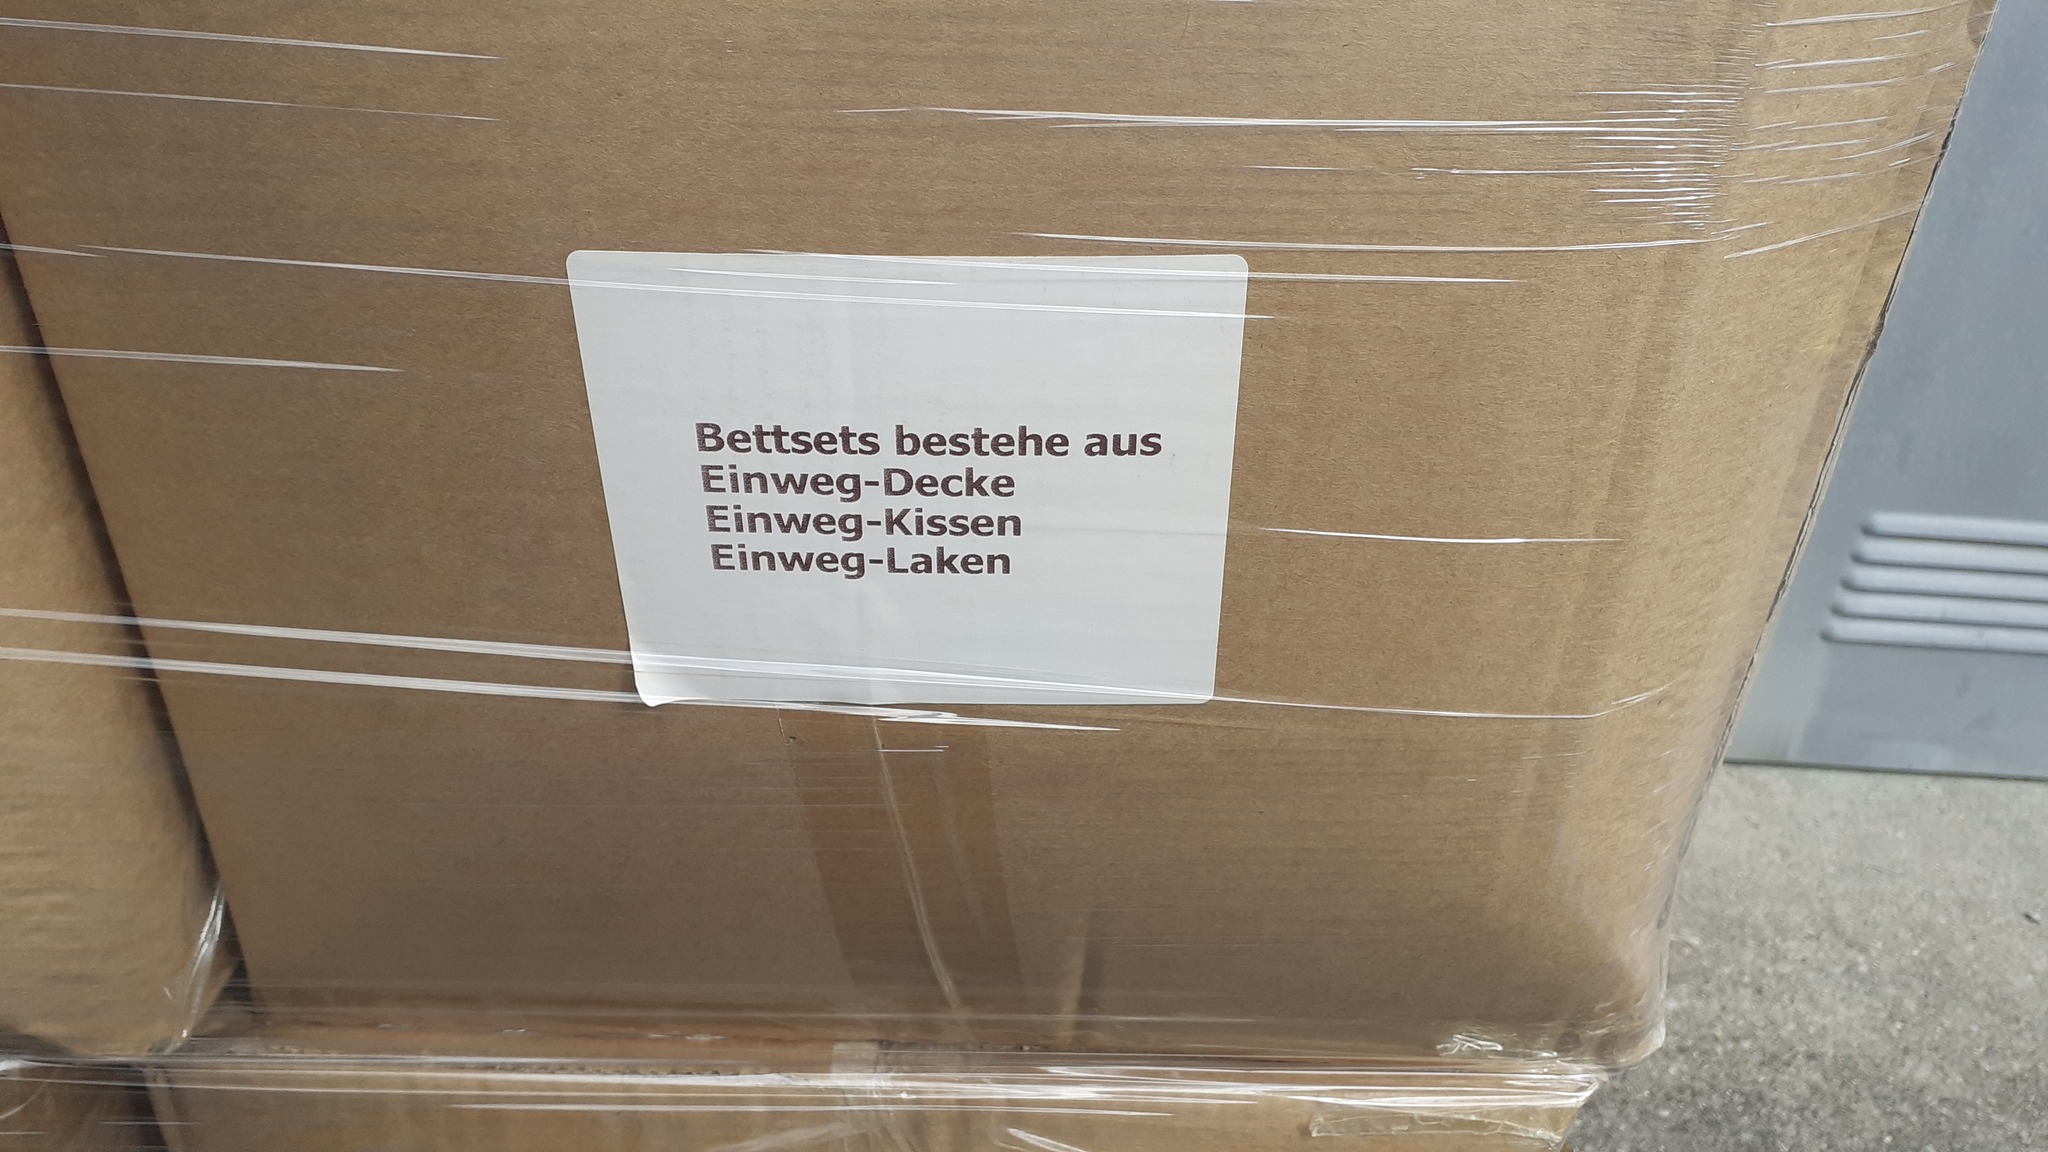 Bettsets bestehe aus
Einweg-Decke
Einweg-Kissen
Einweg-Laken